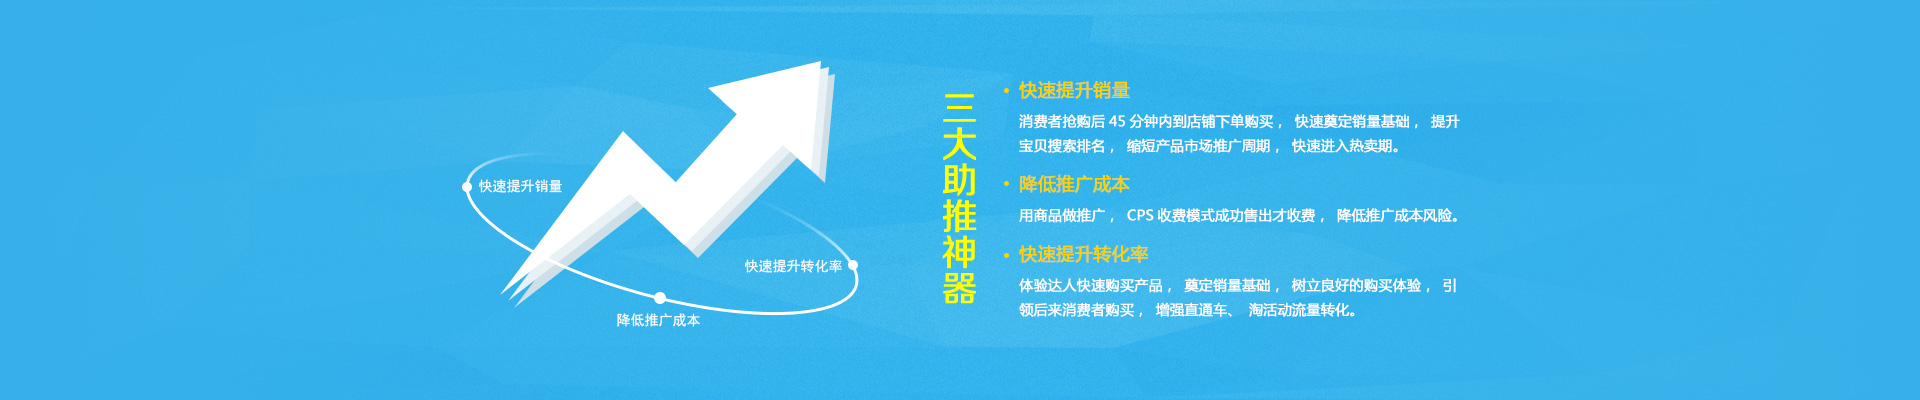 快速提升销量
快速提升转化率
降低推广成本
三大助推神器
• 快速提升销量
消费者抢购后 45 分钟内到店铺下单购买， 快速奠定销量基础， 提升
宝贝搜索排名， 缩短产品市场推广周期， 快速进入热卖期。
• 降低推广成本
用商品做推广， CPS 收费模式成功售出才收费， 降低推广成本风险。
• 快速提升转化率
体验达人快速购买产品， 奠定销量基础， 树立良好的购买体验， 引
领后来消费者购买， 增强直通车、 淘活动流量转化。